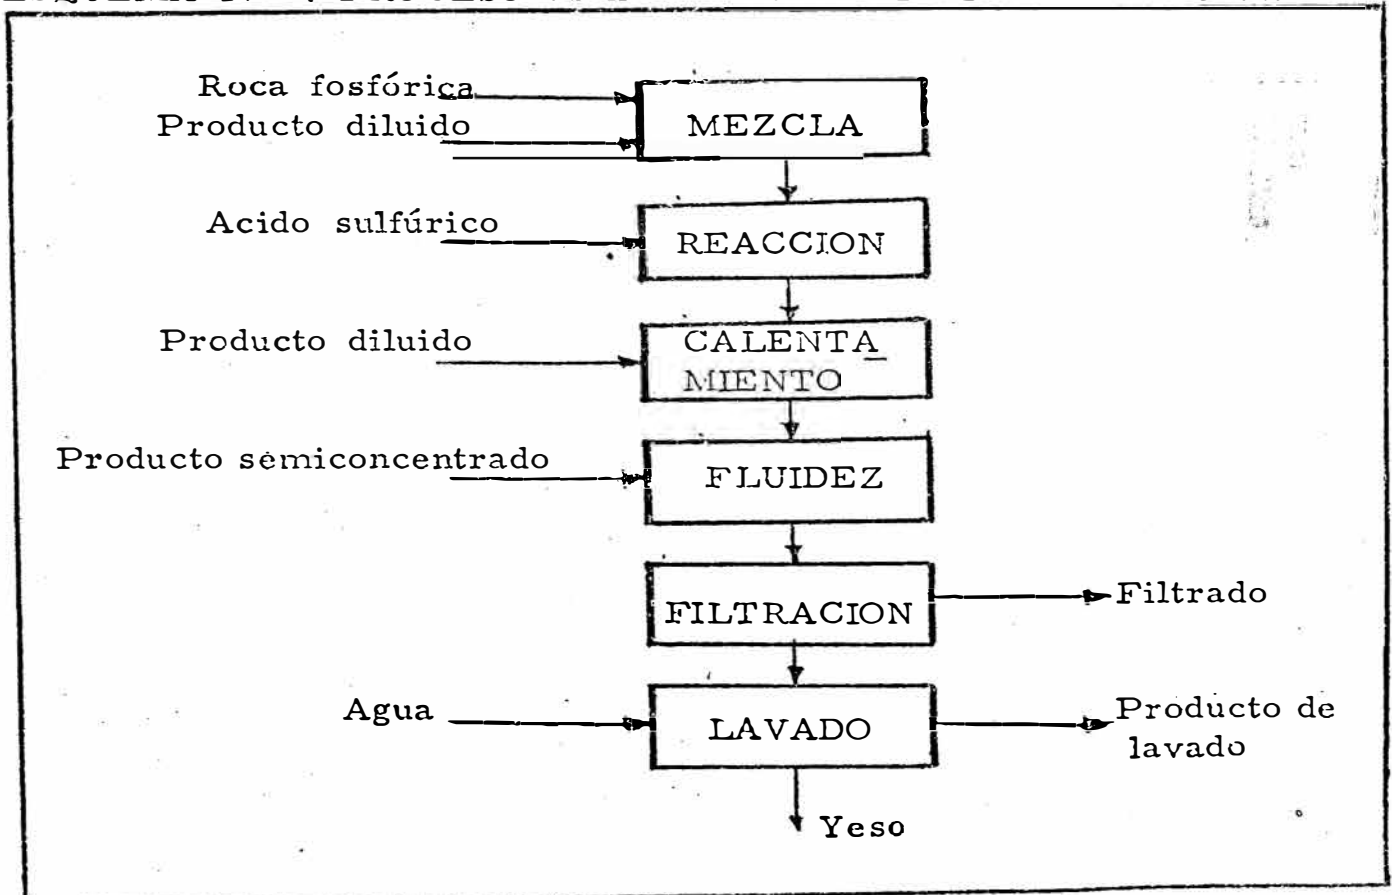 Roca fosfórica
Producto diluido
MEZCLA
Acido sulfúrico
REACCION
Producto diluido
CALENTA
MIENTO
Producto semiconcentrado
FLUIDEZ
FILTRACION
Filtrado
Agua
LAVADO
Producto de
lavado
Yeso